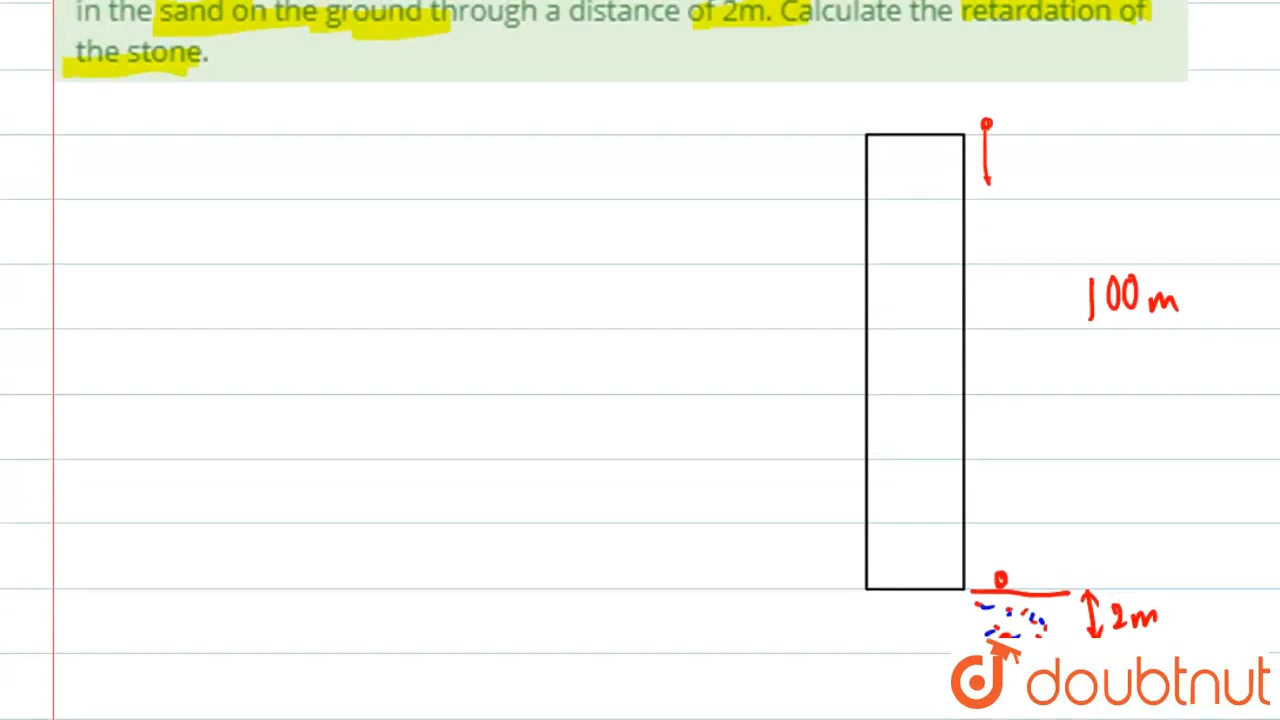 in the sand on the ground through a distance of 2m. Calculate the retardation of
the stone.
100 m
2m
doubtnut